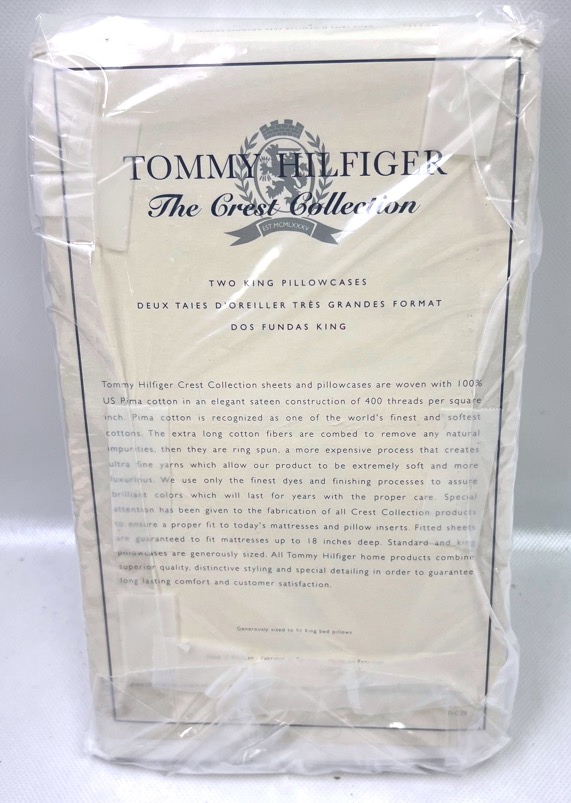 TOMMY HILFIGER
The Crest Collection
EST MCMLXXXV
TWO KING PILLOWCASES
DEUX TAIES D'OREILLER TRÈS GRANDES FORMAT
DOS FUNDAS KING
Tommy Hilfiger Crest Collection sheets and pillowcases are woven with 100%
US Pima cotton in an elegant sateen construction of 400 threads per square
inch. Pima cotton is recognized as one of the world's finest and softest
cottons. The extra long cotton fibers are combed to remove any natural
impurities, then they are ring spun, a more expensive process that creates
ultra fine yarns which allow our product to be extremely soft and more
luxurious. We use only the finest dyes and finishing processes to assure
brilliant colors which will last for years with the proper care. Special
attention has been given to the fabrication of all Crest Collection products
to ensure a proper fit to today's mattresses and pillow inserts. Fitted sheets
are guaranteed to fit mattresses up to 18 inches deep. Standard and king
pillowcases are generously sized. All Tommy Hilfiger home products combine
superior quality, distinctive styling and special detailing in order to guarantee
long lasting comfort and customer satisfaction.
Generously sized to fit king bed pillows